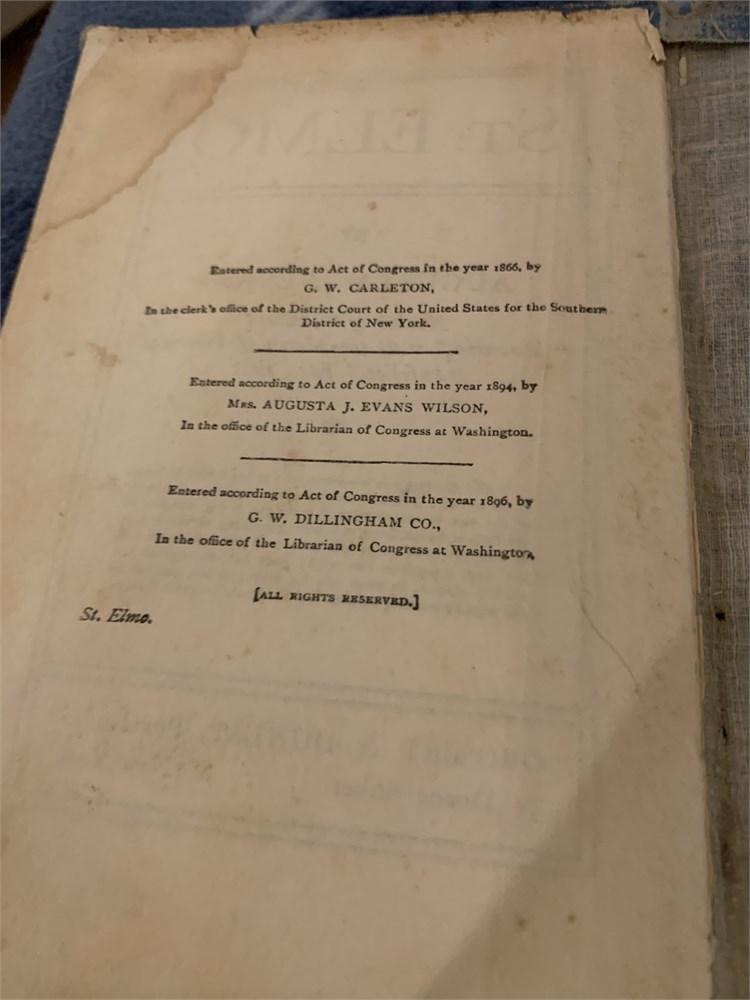 Entered according to Act of Congress in the year 1866, by
G. W. CARLETON,
In the clerk's office of the District Court of the United States for the Southern
District of New York.
Entered according to Act of Congress in the year 1894, by
MRS. AUGUSTA J. EVANS WILSON,
In the office of the Librarian of Congress at Washington.
Entered according to Act of Congress in the year 1896, by
G. W. DILLINGHAM CO.,
In the office of the Librarian of Congress at Washington,
[ALL RIGHTS RESERVED.]
St. Elmo.